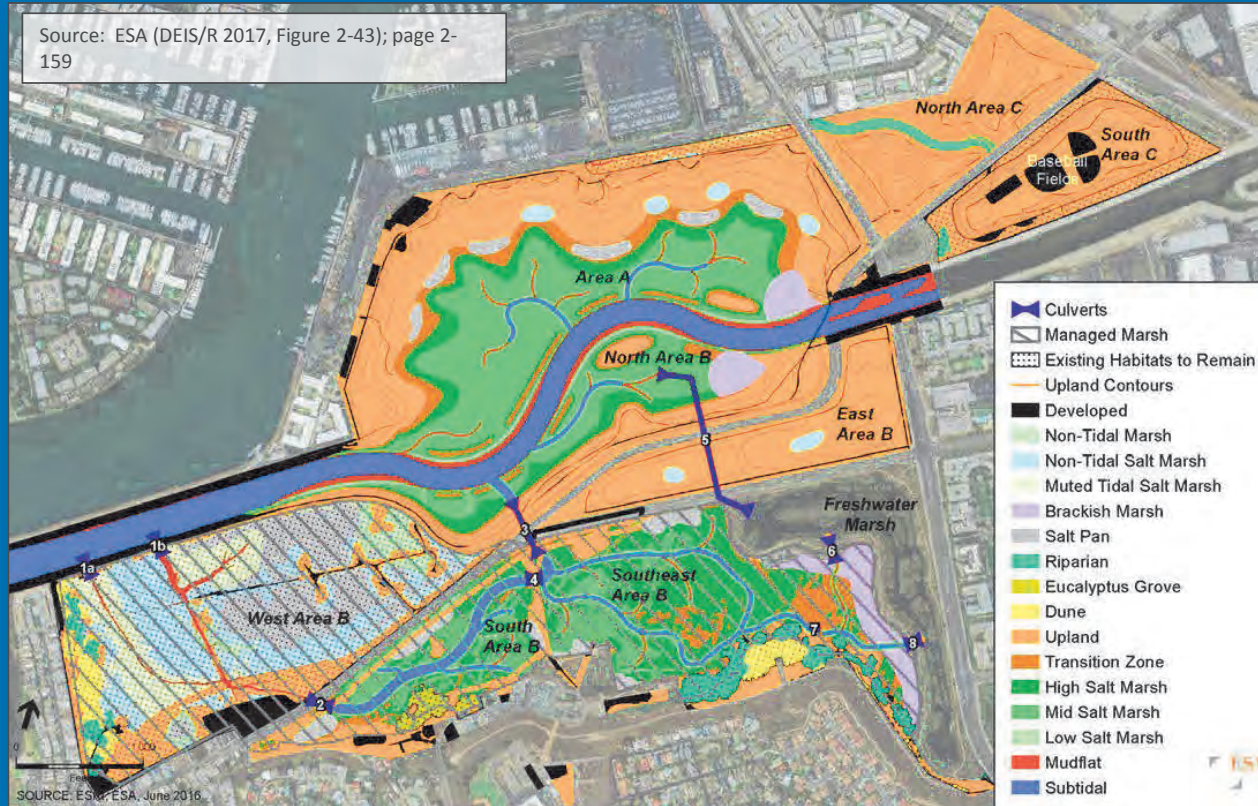 Source:  ESA (DEIS/R 2017, Figure 2-43); page 2-
159
North Area C
South
Area C
Baseball
Fields
Area A
North Area B
East
Area B
5
Freshwater
Marsh
3
1b
1a
6
4
Southeast
Area B
West Area B
South
Area B
7
8
2
Culverts
Managed Marsh
Existing Habitats to Remain
Upland Contours
Developed
Non-Tidal Marsh
Non-Tidal Salt Marsh
Muted Tidal Salt Marsh
Brackish Marsh
Salt Pan
Riparian
Eucalyptus Grove
Dune
Upland
Transition Zone
High Salt Marsh
Mid Salt Marsh
Low Salt Marsh
Mudflat
Subtidal
0
SOURCE: ESRI, ESA, June 2016